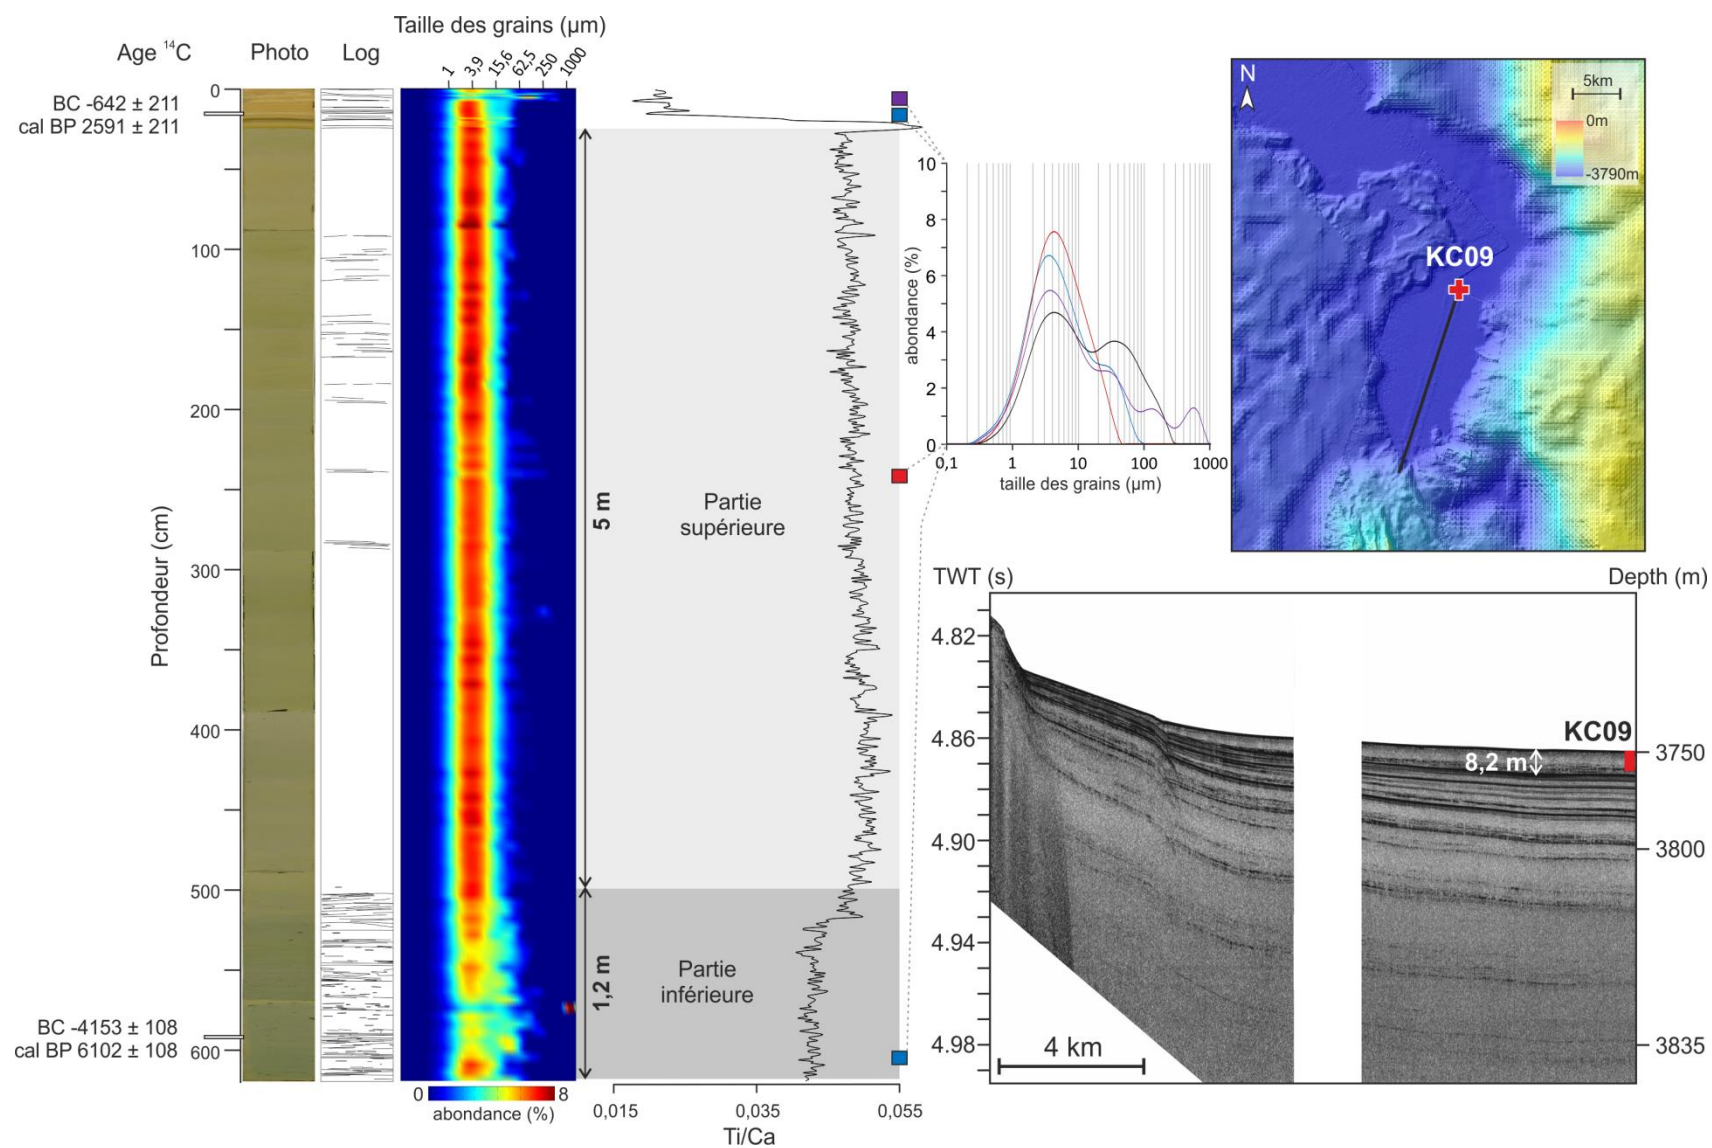 Taille des grains (µm)
Age ¹⁴C
Photo
Log
1
3,9
15,6
62,5
250
1000
0
100
200
300
400
500
600
Profondeur (cm)
BC -642 ± 211
cal BP 2591 ± 211
BC -4153 ± 108
cal BP 6102 ± 108
0
8
abondance (%)
5 m
1,2 m
Partie
supérieure
Partie
inférieure
0,015
0,035
0,055
Ti/Ca
10
8
6
4
2
0
abondance (%)
0,1
1
10
100
1000
taille des grains (µm)
N
5km
0m
-3790m
KC09
TWT (s)
Depth (m)
4.82
4.86
4.90
4.94
4.98
KC09
8,2 m
3750
3800
3835
4 km